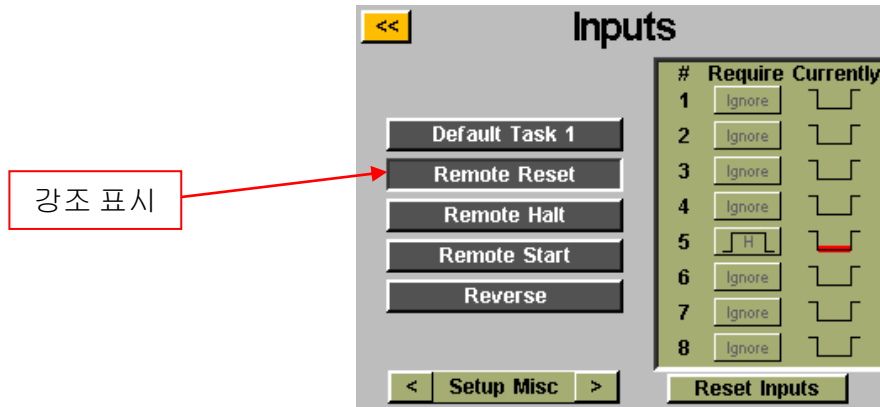 <<
Inputs
# Require Currently
1 Ignore
2 Ignore
3 Ignore
4 Ignore
5 H
6 Ignore
7 Ignore
8 Ignore
Default Task 1
Remote Reset
Remote Halt
Remote Start
Reverse
강조 표시
< Setup Misc >
Reset Inputs